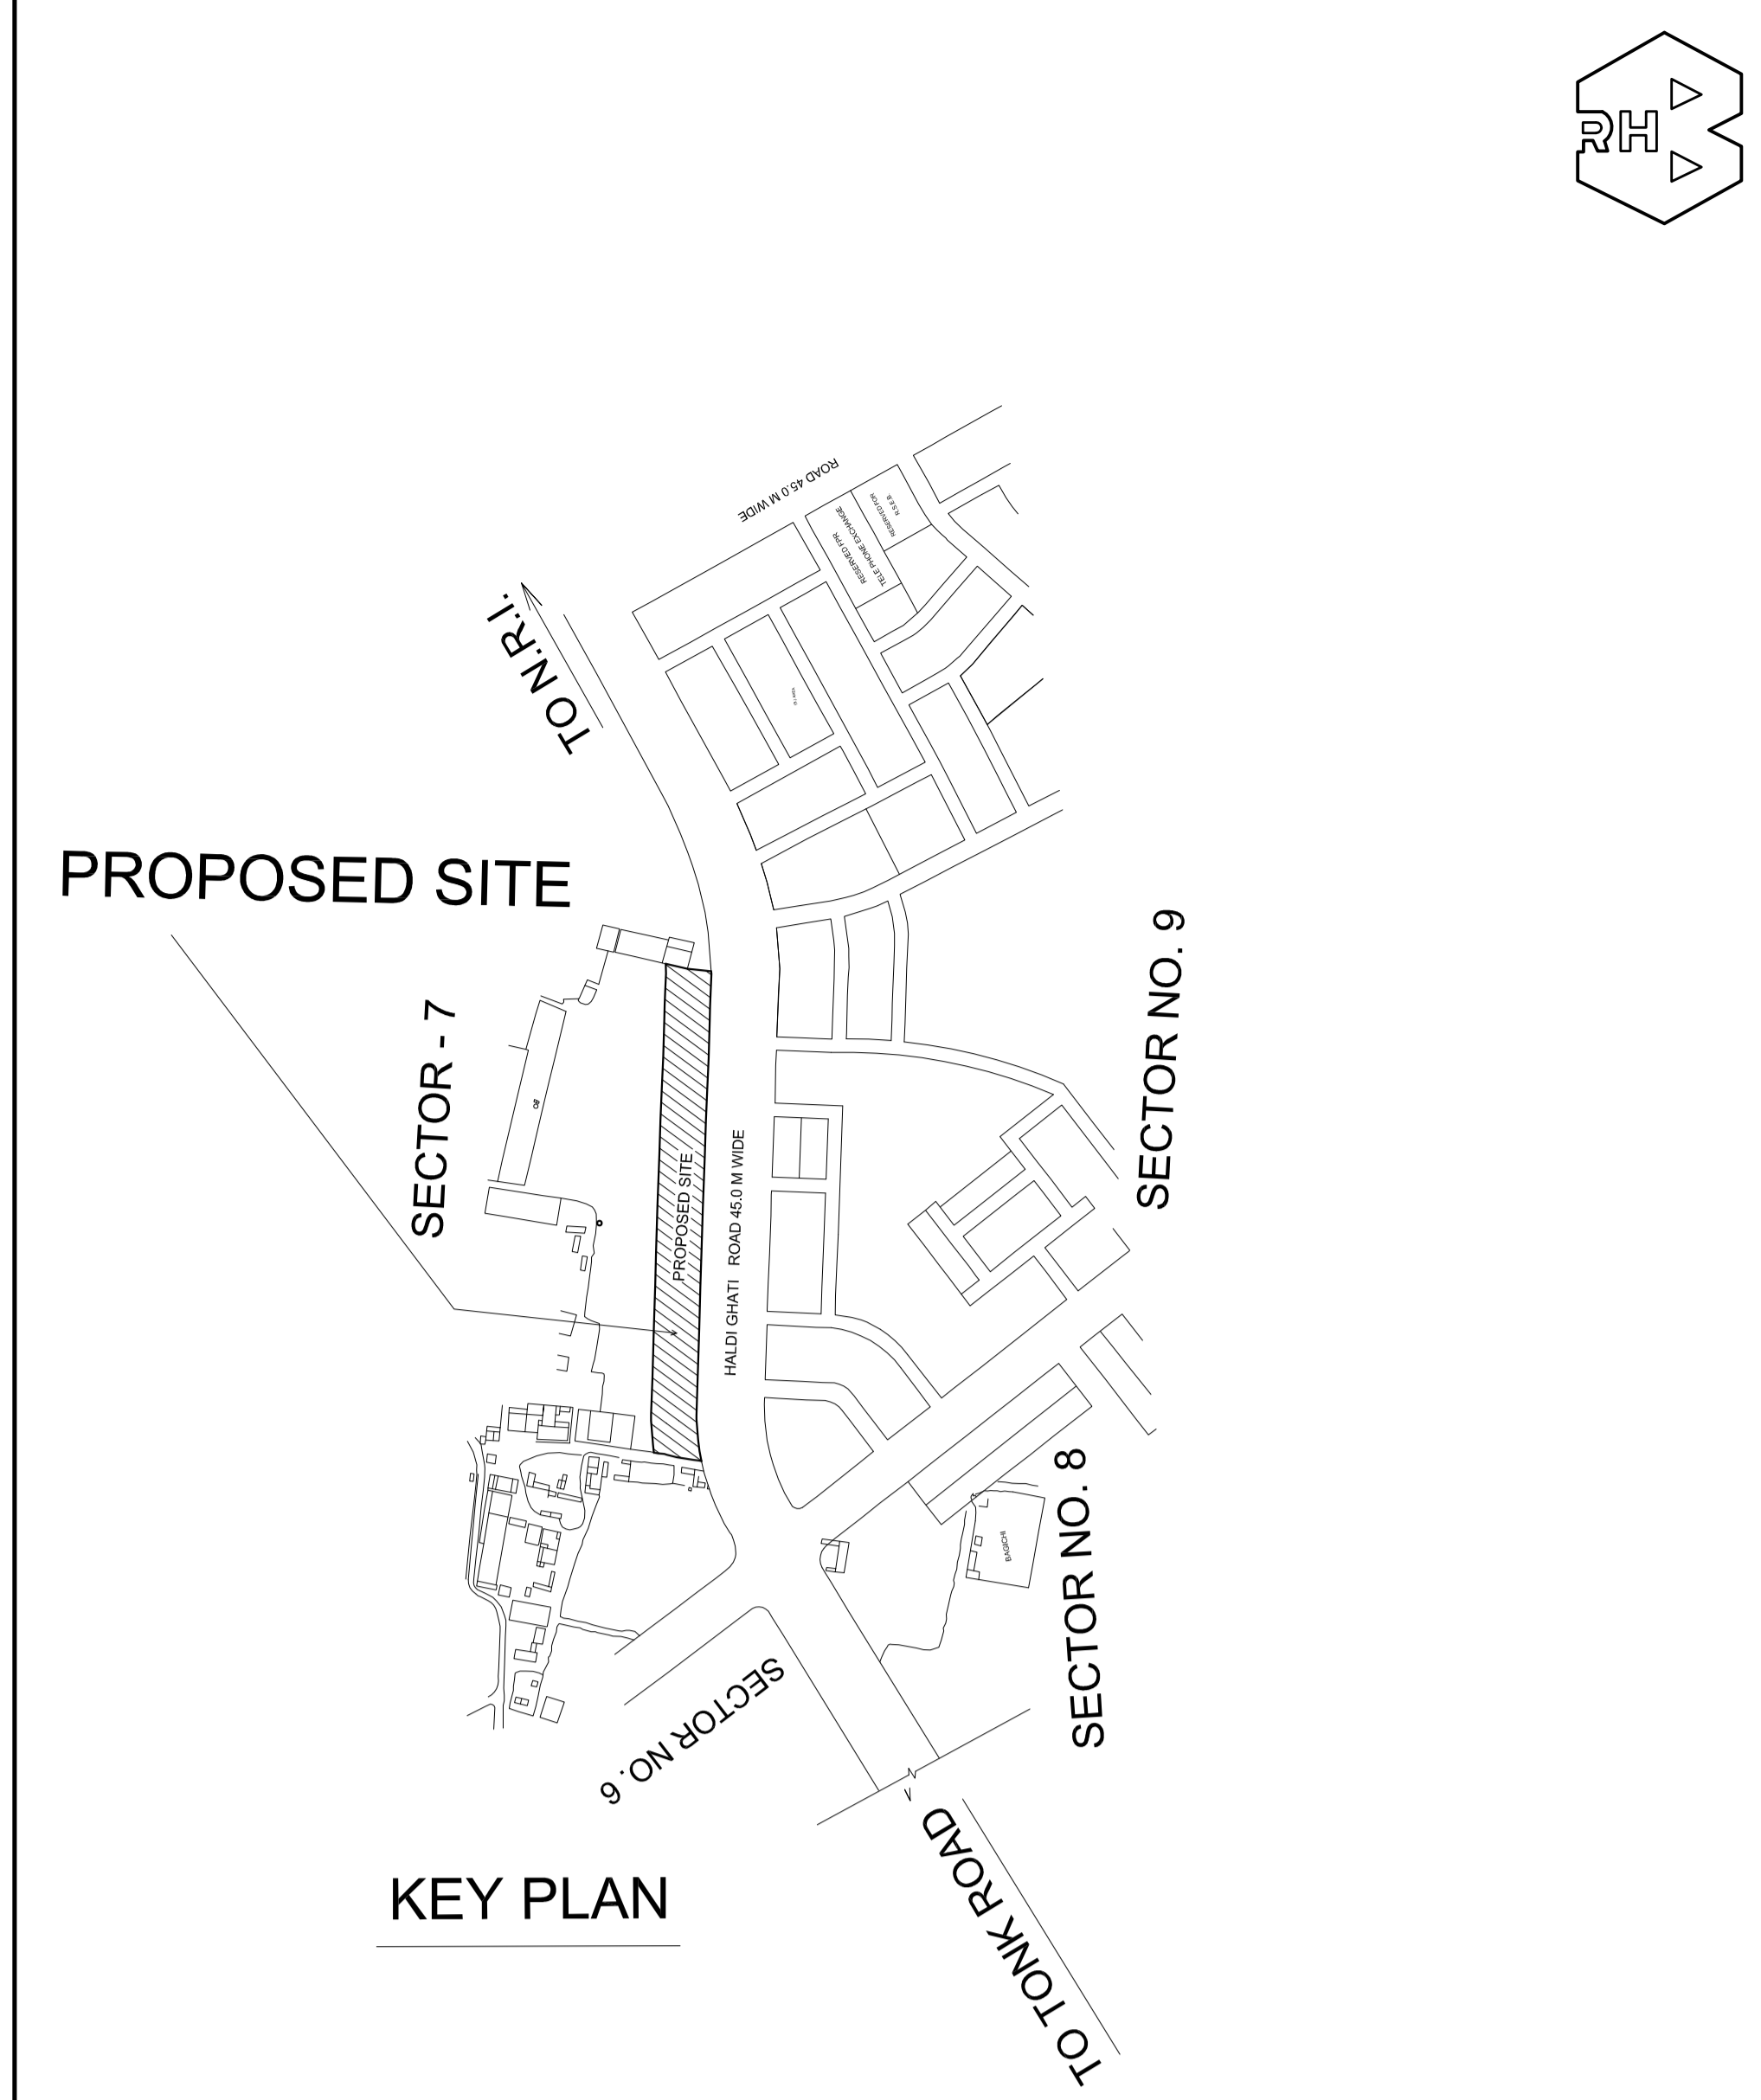 RHB
ROAD 45.0 M WIDE
RESERVED FOR
R.S.E.B.
RESERVED FPR
TELE PHONE EXCHANGE
TO N.R.I.
PROPOSED SITE
SECTOR - 7
SECTOR NO. 9
PROPOSED SITE
HALDI GHATI ROAD 45.0 M WIDE
BAGICHI
SECTOR NO. 8
SECTOR NO. 6
KEY PLAN
TO TONK ROAD